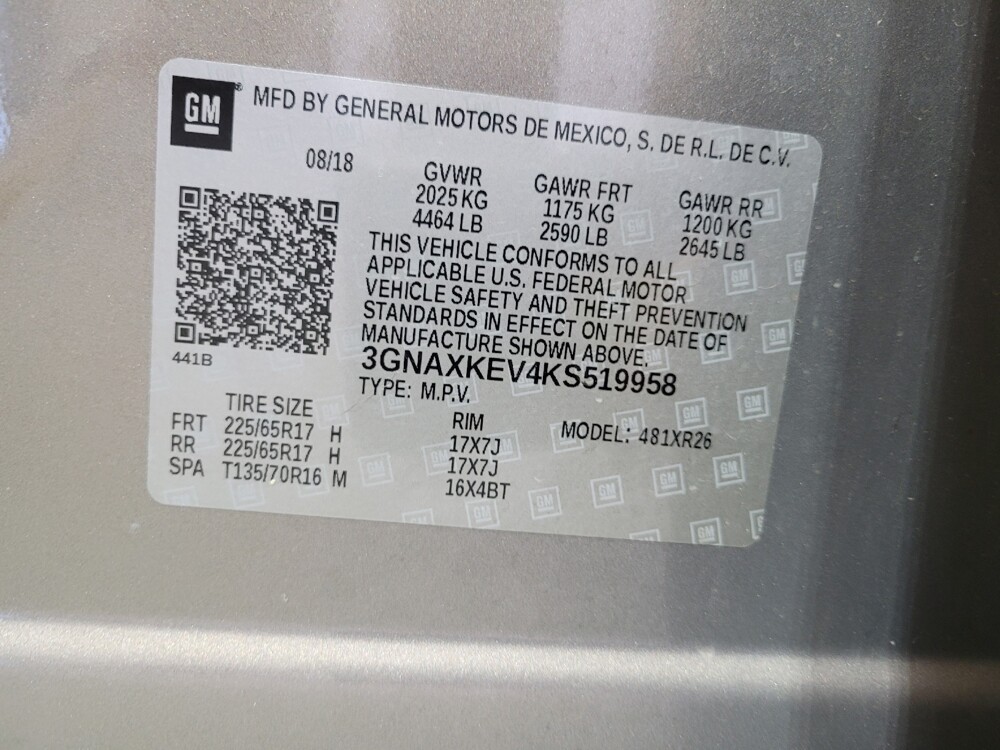 GM® MFD BY GENERAL MOTORS DE MEXICO, S. DE R.L. DE C.V.
08/18 GVWR GAWR FRT GAWR RR
2025 KG 1175 KG 1200 KG
4464 LB 2590 LB 2645 LB
THIS VEHICLE CONFORMS TO ALL
APPLICABLE U.S. FEDERAL MOTOR
VEHICLE SAFETY AND THEFT PREVENTION
STANDARDS IN EFFECT ON THE DATE OF
MANUFACTURE SHOWN ABOVE.
441B
3GNAXKEV4KS519958
TYPE: M.P.V.
TIRE SIZE RIM MODEL: 481XR26
FRT 225/65R17 H 17X7J
RR 225/65R17 H 17X7J
SPA T135/70R16 M 16X4BT